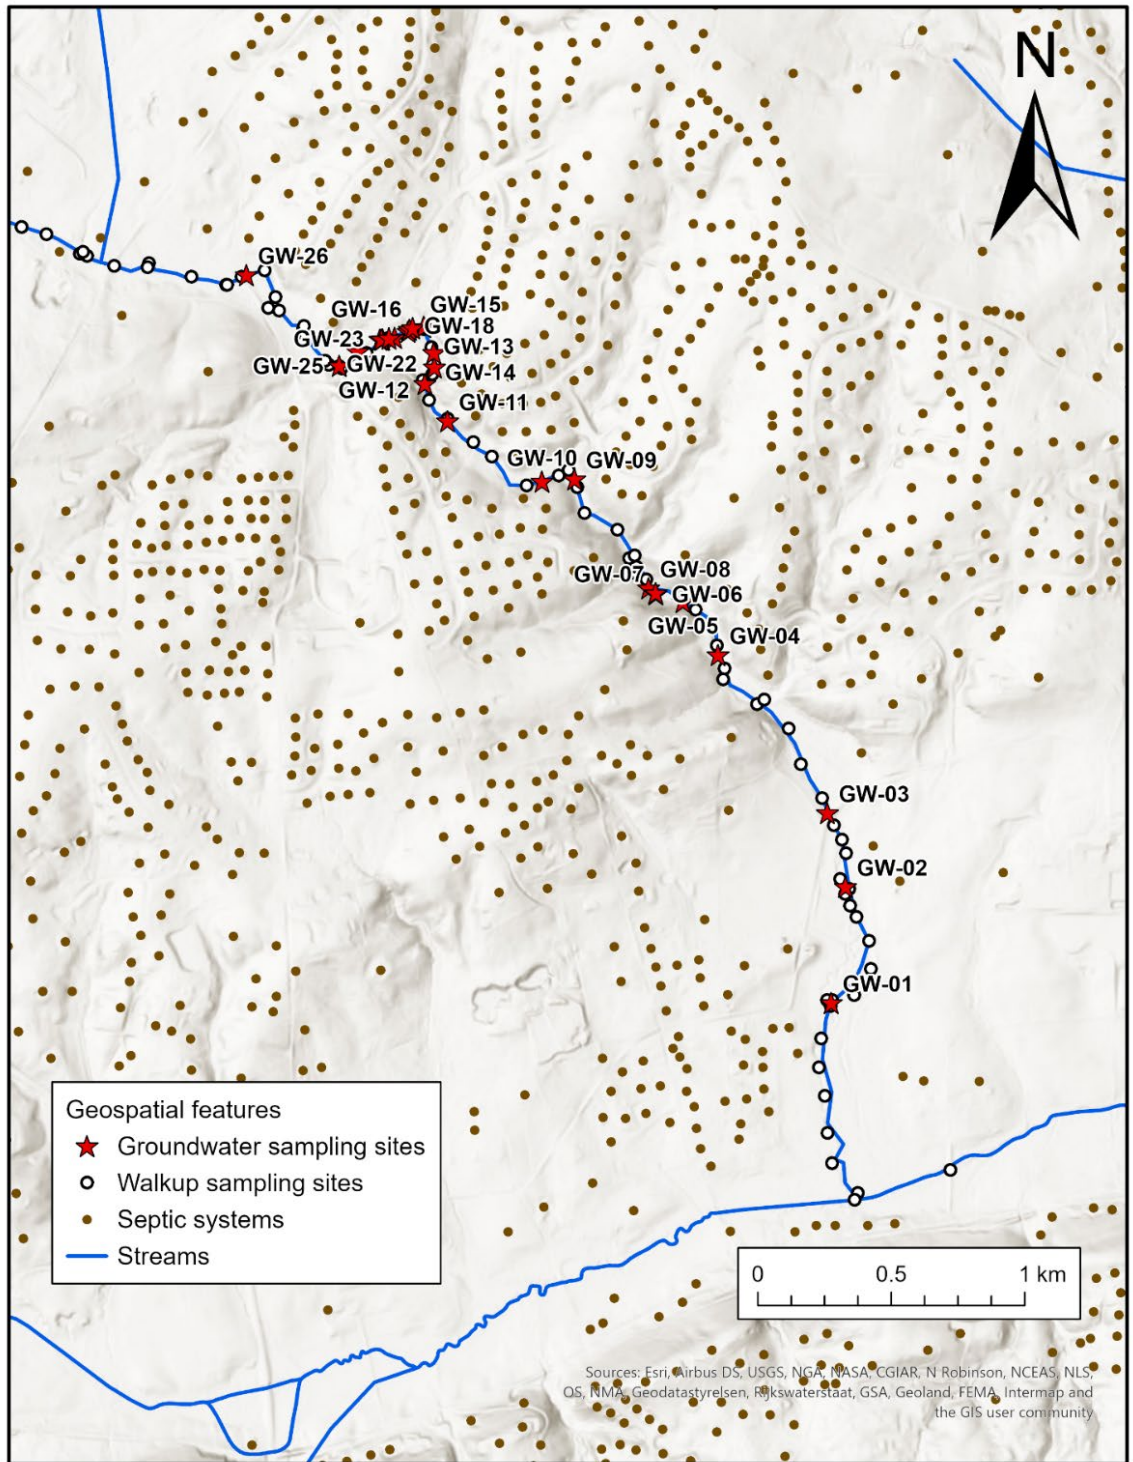 N
GW-26
GW-15
GW-16
GW-18
GW-23
GW-13
GW-25
GW-22
GW-14
GW-12
GW-11
GW-10
GW-09
GW-07
GW-08
GW-06
GW-05
GW-04
GW-03
GW-02
GW-01
Geospatial features
Groundwater sampling sites
Walkup sampling sites
Septic systems
Streams
0 0.5 1 km
Sources: Esri, Airbus DS, USGS, NGA, NASA, CGIAR, N Robinson, NCEAS, NLS,
OS, NMA, Geodatastyrelsen, Rijkswaterstaat, GSA, Geoland, FEMA, Intermap and
the GIS user community